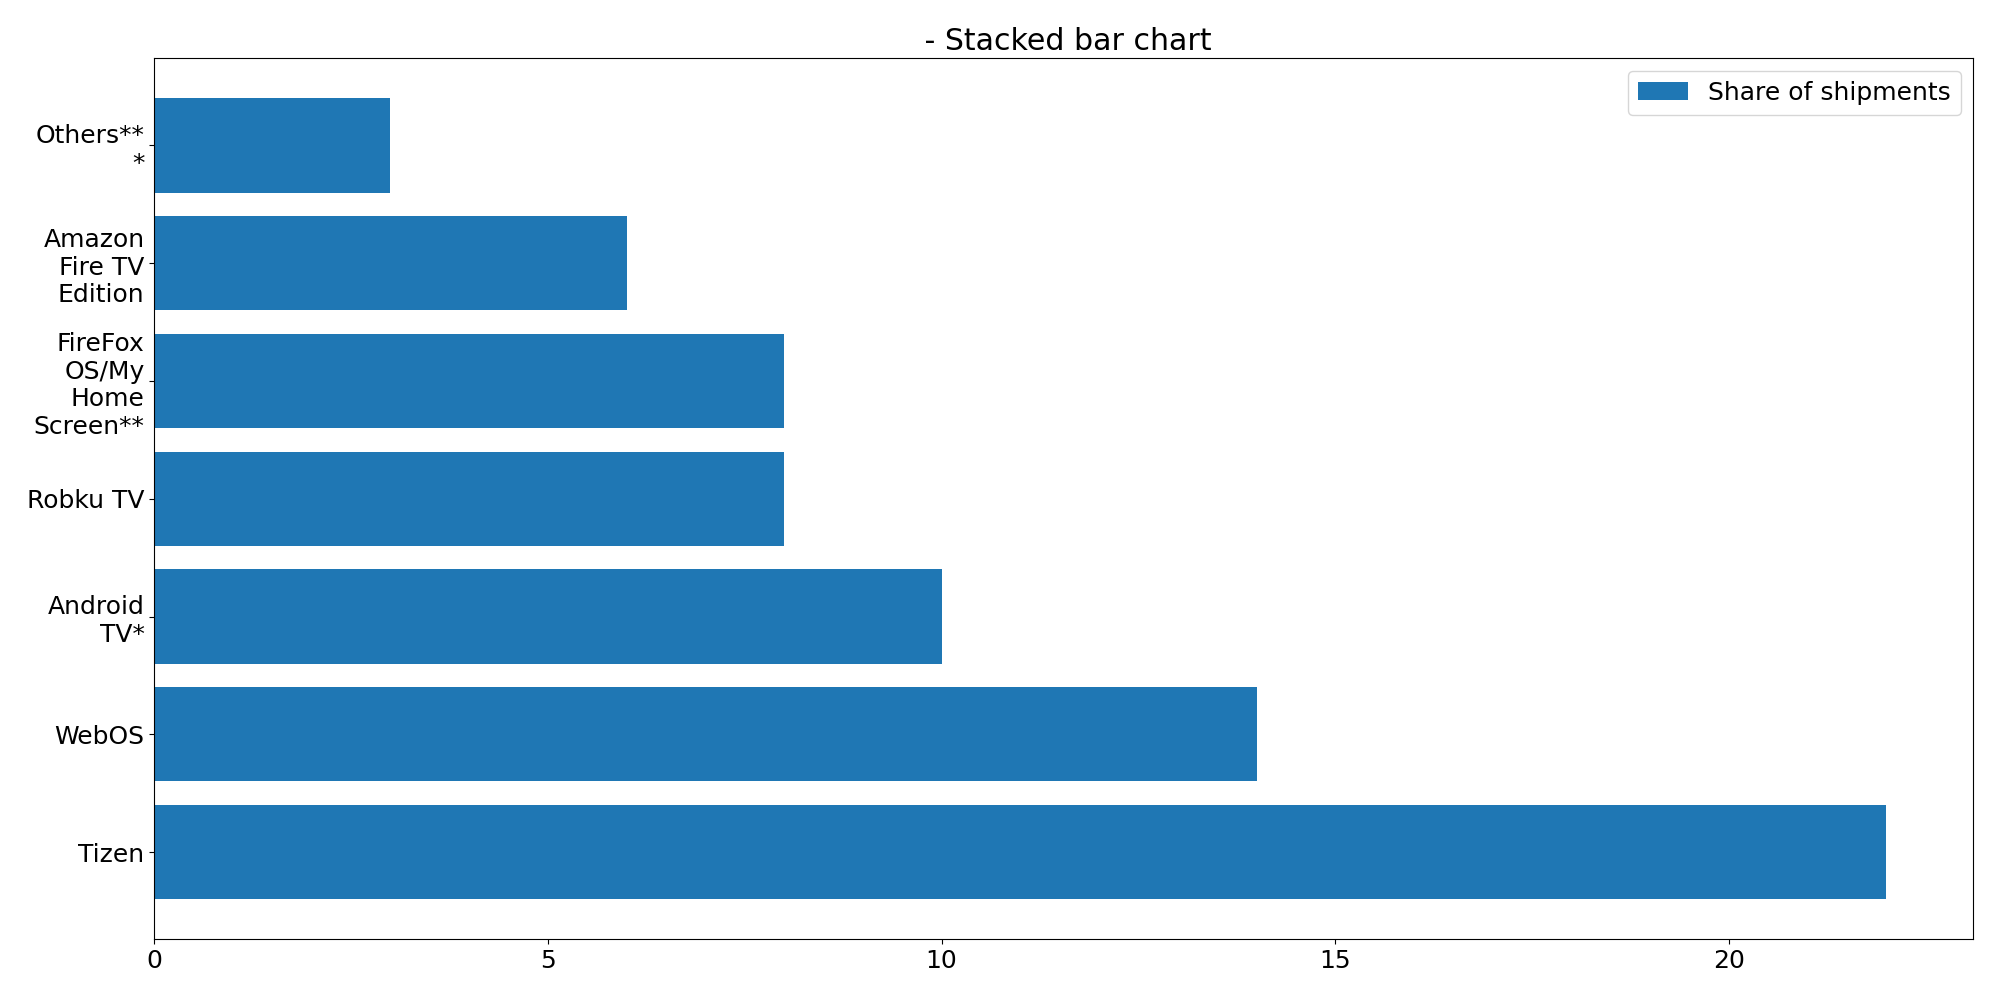 - Stacked bar chart
Share of shipments
Others**
*
Amazon
Fire TV
Edition
FireFox
OS/My
Home
Screen**
Robku TV
Android
TV*
WebOS
Tizen
0 5 10 15 20